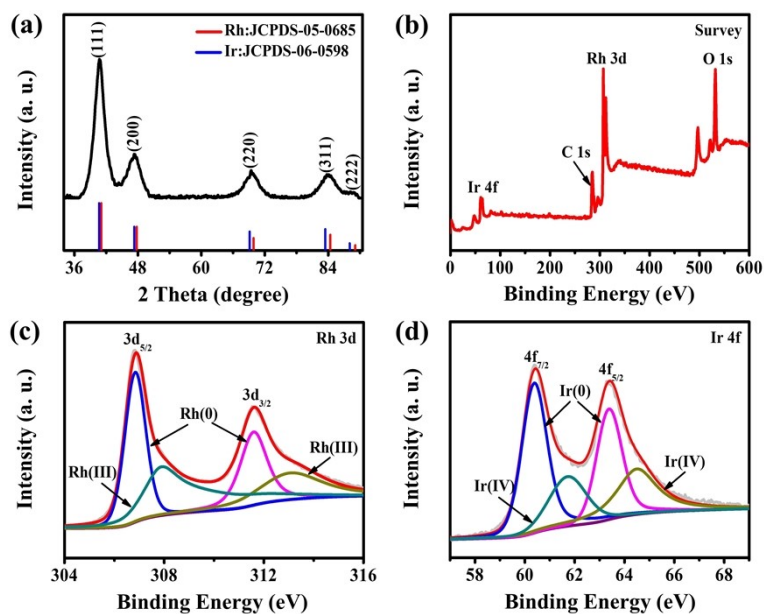 (a)
Rh:JCPDS-05-0685
Ir:JCPDS-06-0598
(111)
(200)
(220)
(311)
(222)
Intensity (a. u.)
36 48 60 72 84
2 Theta (degree)
(b)
Survey
Rh 3d
O 1s
C 1s
Ir 4f
Intensity (a. u.)
0 100 200 300 400 500 600
Binding Energy (eV)
(c)
Rh 3d
3d5/2
3d3/2
Rh(0)
Rh(III)
Rh(III)
Intensity (a. u.)
304 308 312 316
Binding Energy (eV)
(d)
Ir 4f
4f7/2
4f5/2
Ir(0)
Ir(IV)
Ir(IV)
Intensity (a. u.)
58 60 62 64 66 68
Binding Energy (eV)